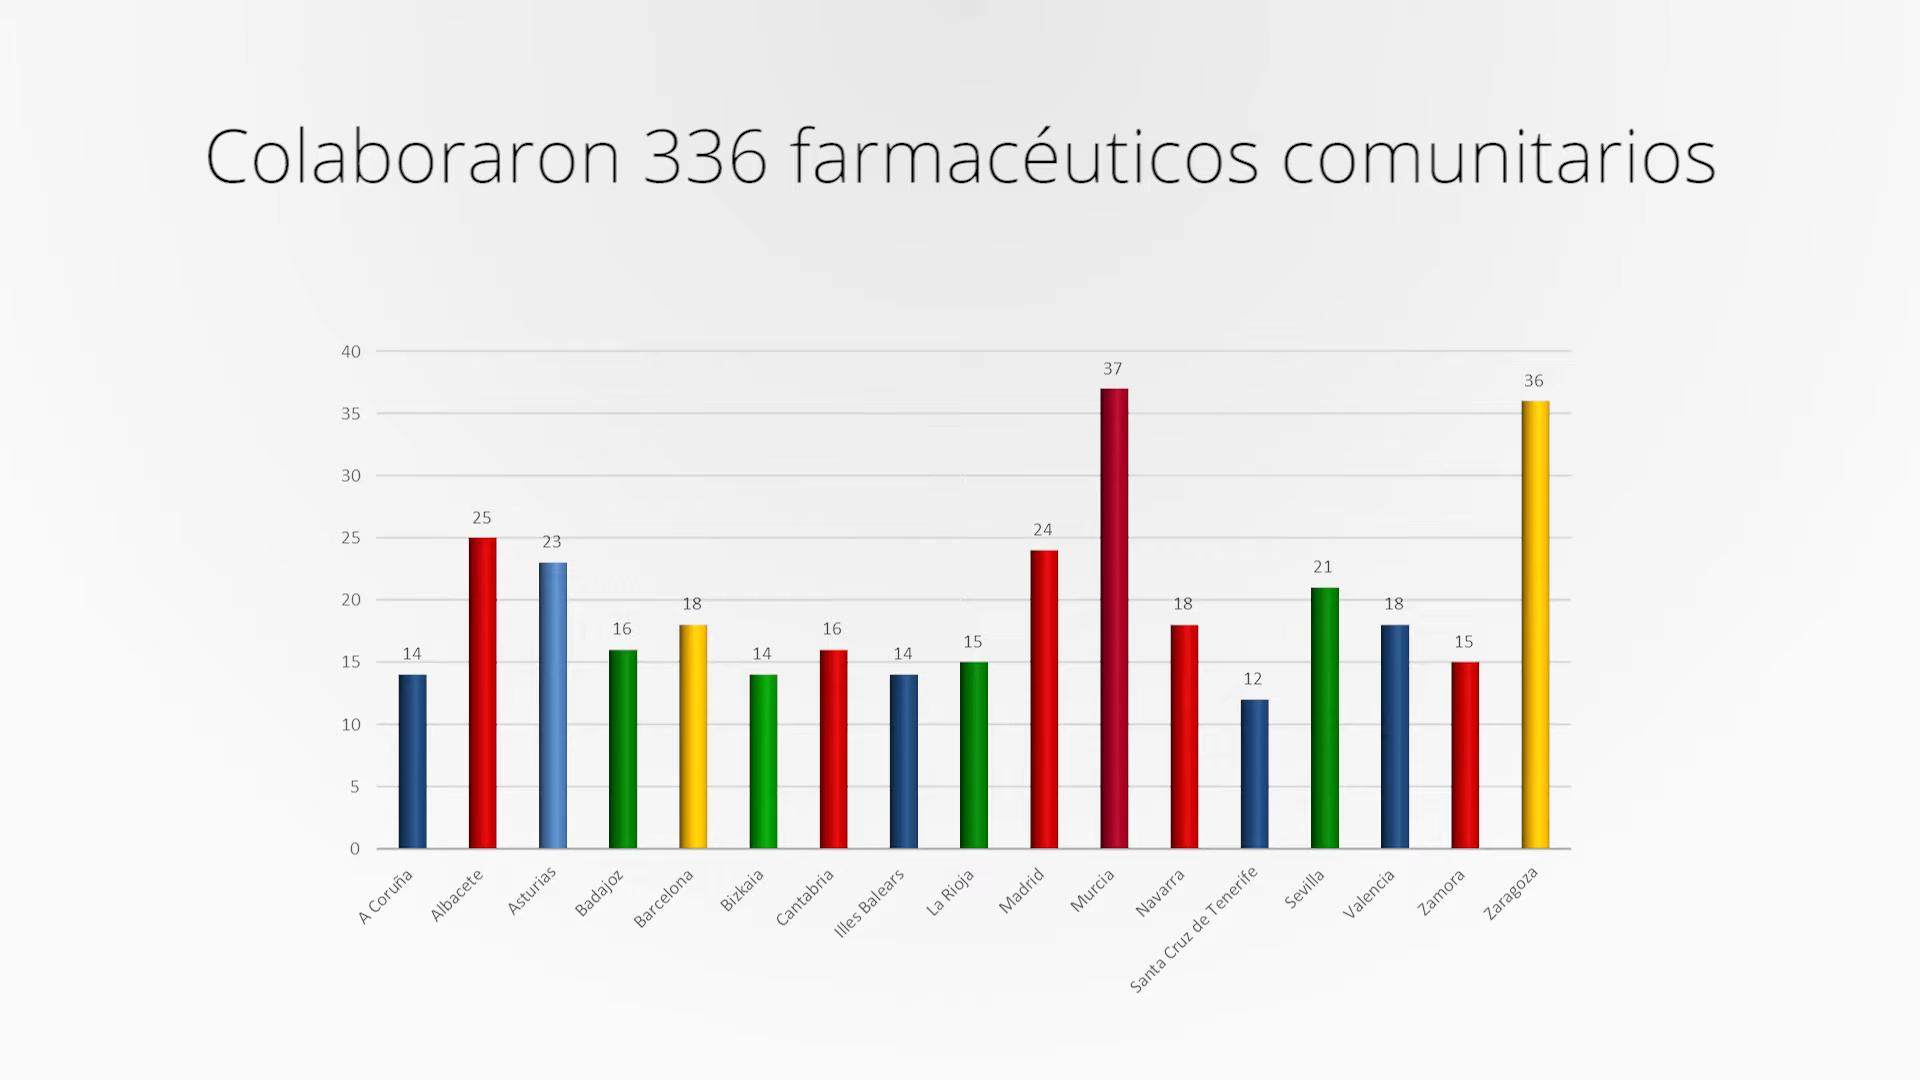 Colaboraron 336 farmacéuticos comunitarios
40
35
30
25
20
15
10
5
0
14
25
23
16
18
14
16
14
15
24
37
18
12
21
18
15
36
A Coruña
Albacete
Asturias
Badajoz
Barcelona
Bizkaia
Cantabria
Illes Balears
La Rioja
Madrid
Murcia
Navarra
Santa Cruz de Tenerife
Sevilla
Valencia
Zamora
Zaragoza